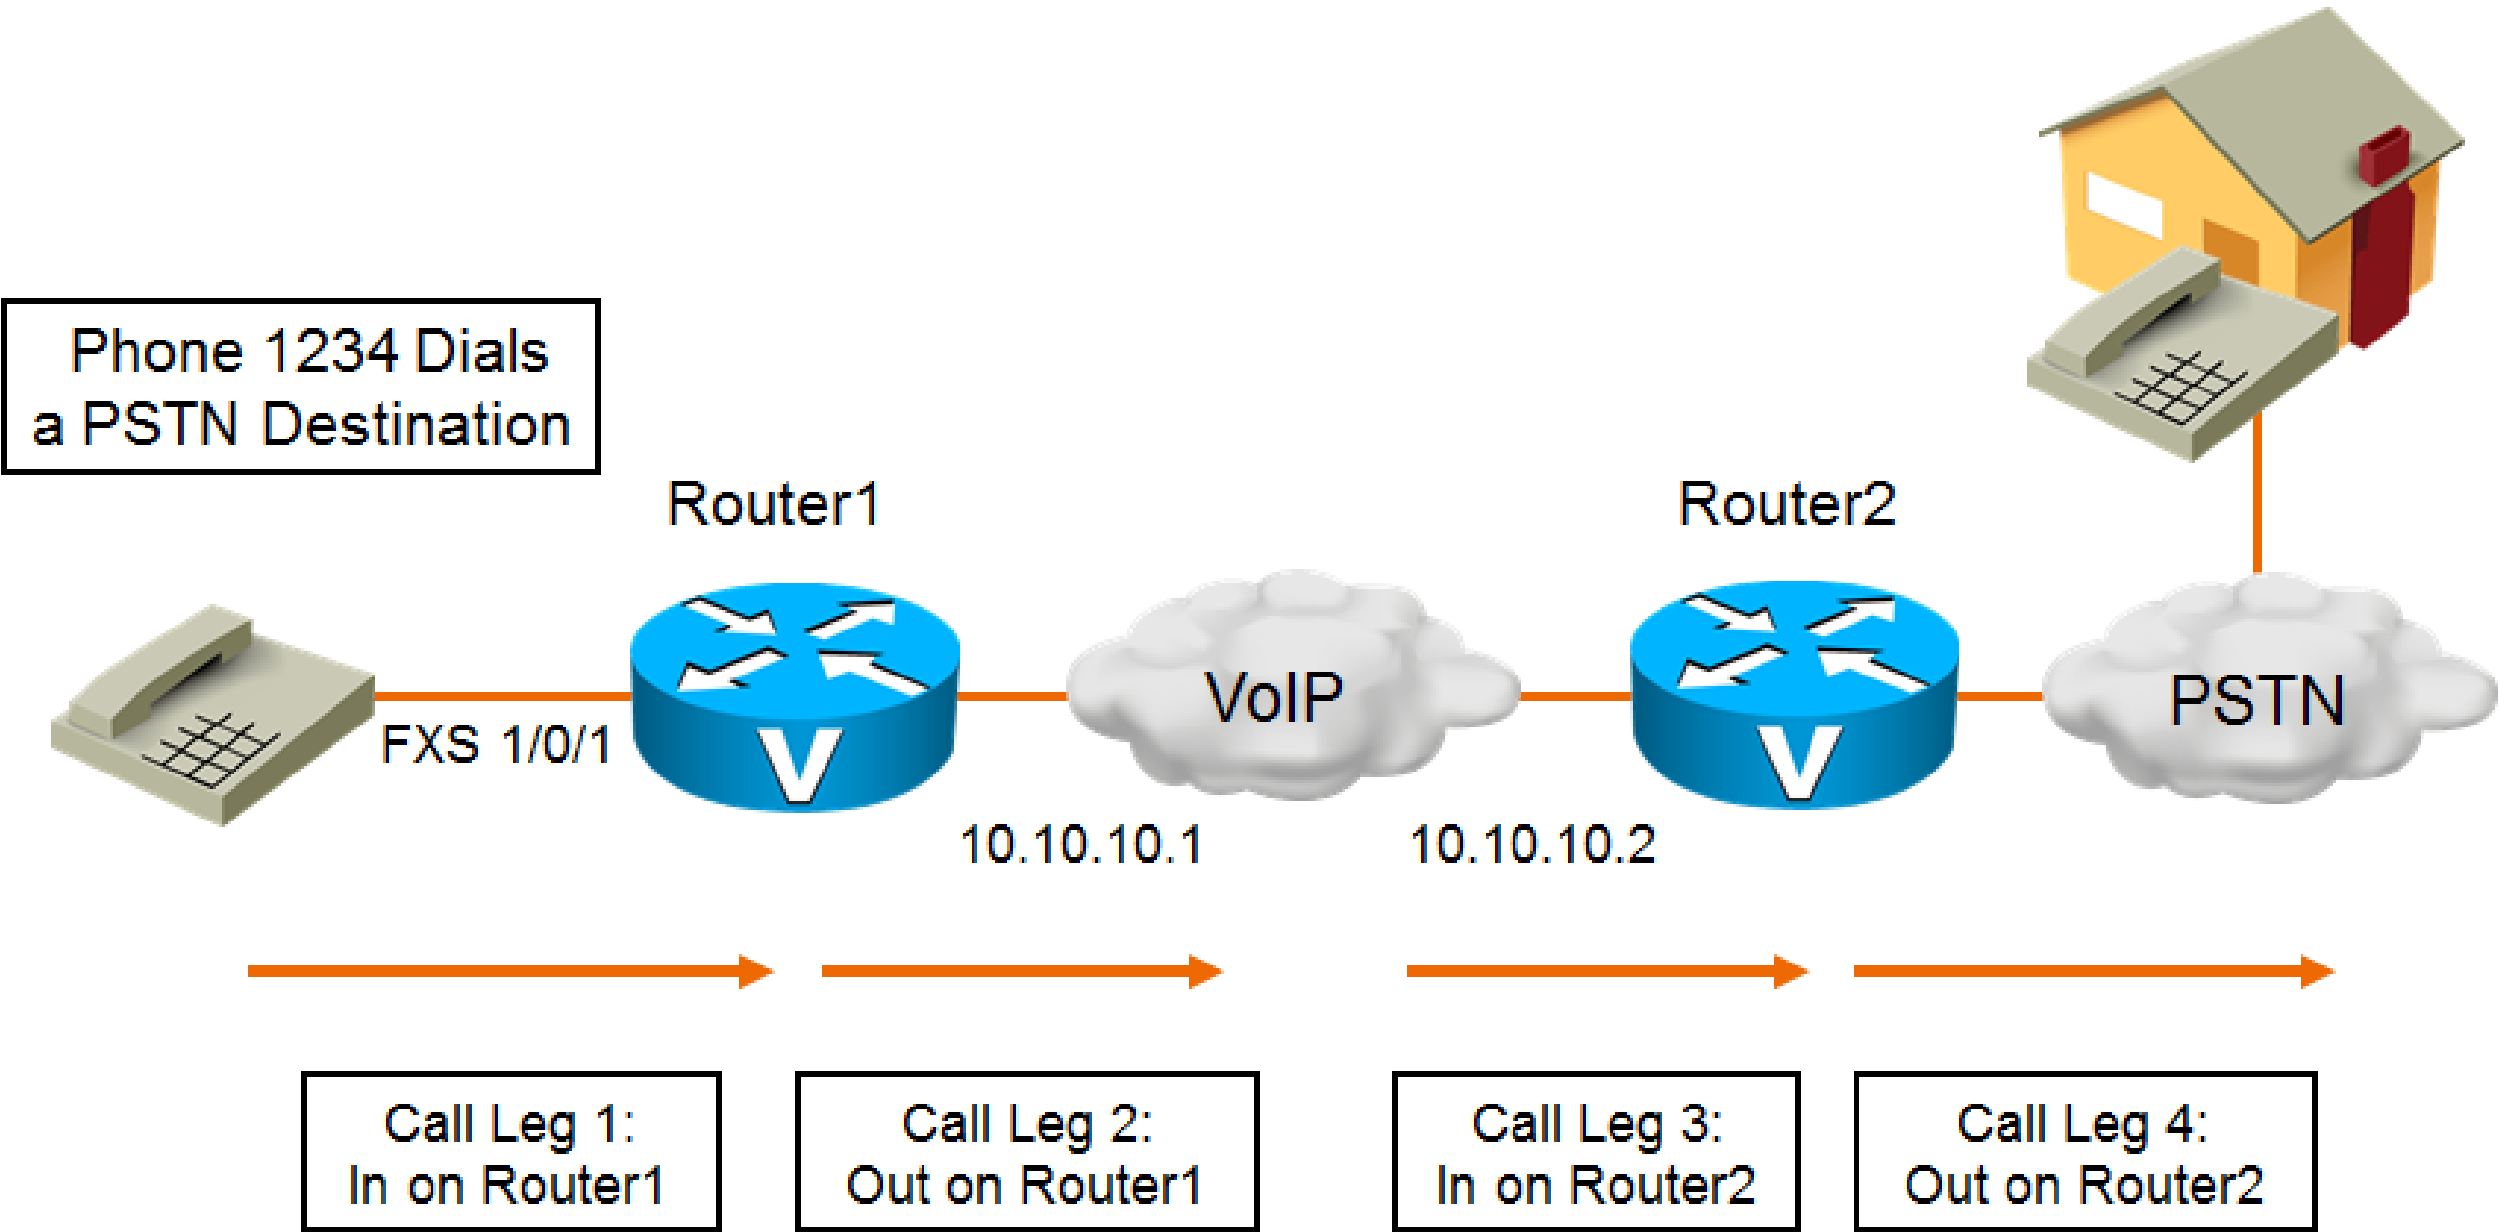 Phone 1234 Dials
a PSTN Destination
Router1
Router2
FXS 1/0/1
V
VoIP
V
PSTN
10.10.10.1
10.10.10.2
Call Leg 1:
In on Router1
Call Leg 2:
Out on Router1
Call Leg 3:
In on Router2
Call Leg 4:
Out on Router2